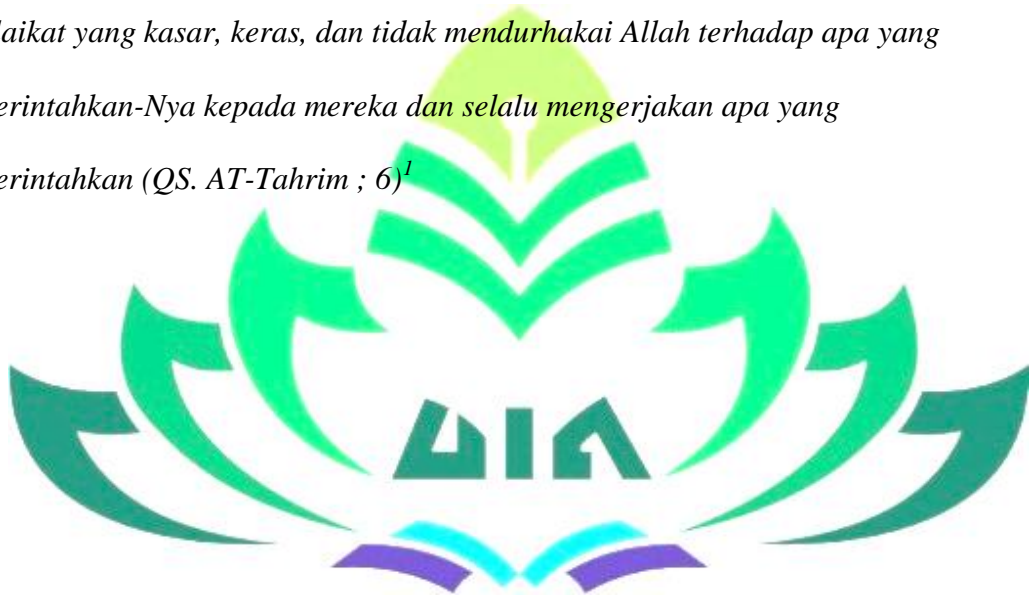 laikat yang kasar, keras, dan tidak mendurhakai Allah terhadap apa yang
erintahkan-Nya kepada mereka dan selalu mengerjakan apa yang
erintahkan (QS. AT-Tahrim ; 6)1
UIN